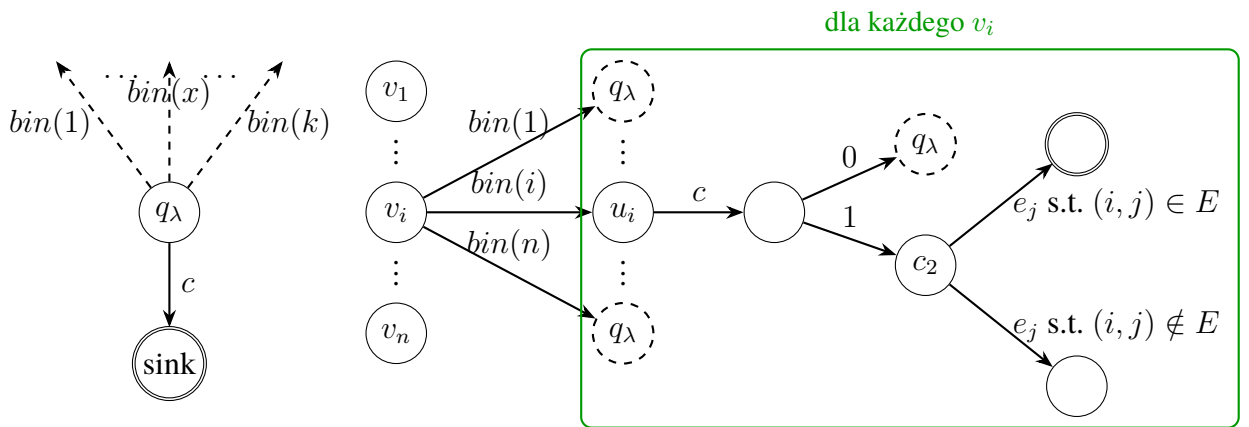 dla każdego v_i
... bin(x) ...
bin(1)
bin(k)
q_λ
c
sink
v_1
⋮
v_i
⋮
v_n
bin(1)
bin(i)
bin(n)
q_λ
⋮
u_i
⋮
q_λ
c
0
1
q_λ
c_2
e_j s.t. (i, j) ∈ E
e_j s.t. (i, j) ∉ E